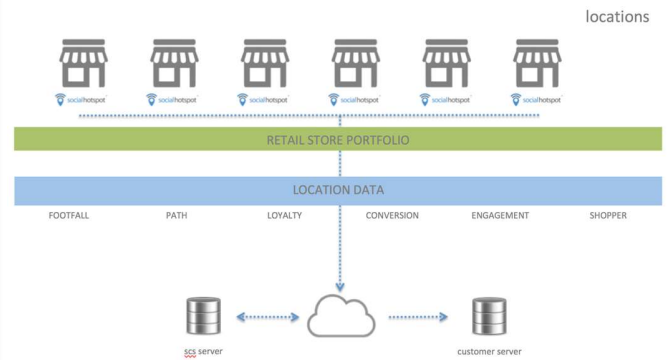 locations
socialhotspot socialhotspot socialhotspot socialhotspot socialhotspot socialhotspot
RETAIL STORE PORTFOLIO
LOCATION DATA
FOOTFALL PATH LOYALTY CONVERSION ENGAGEMENT SHOPPER
scs server customer server